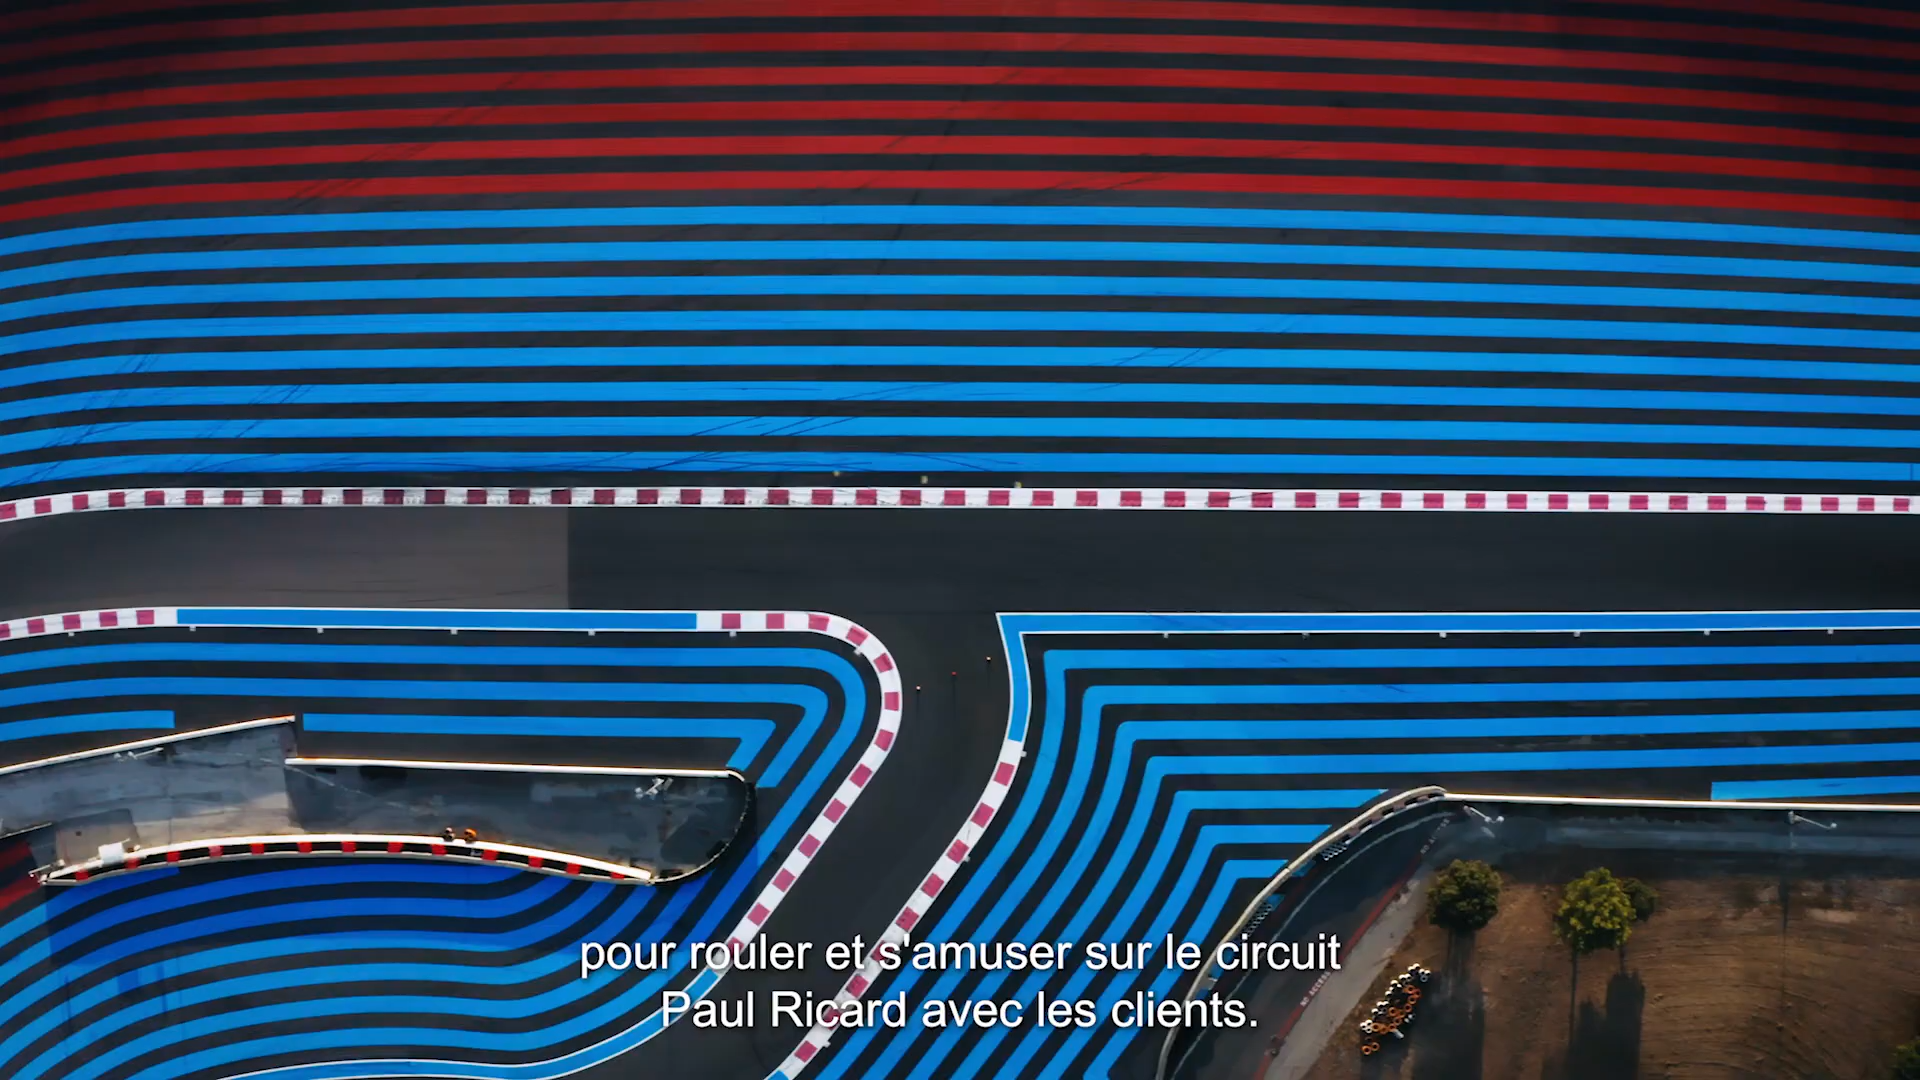 pour rouler et s'amuser sur le circuit
Paul Ricard avec les clients.